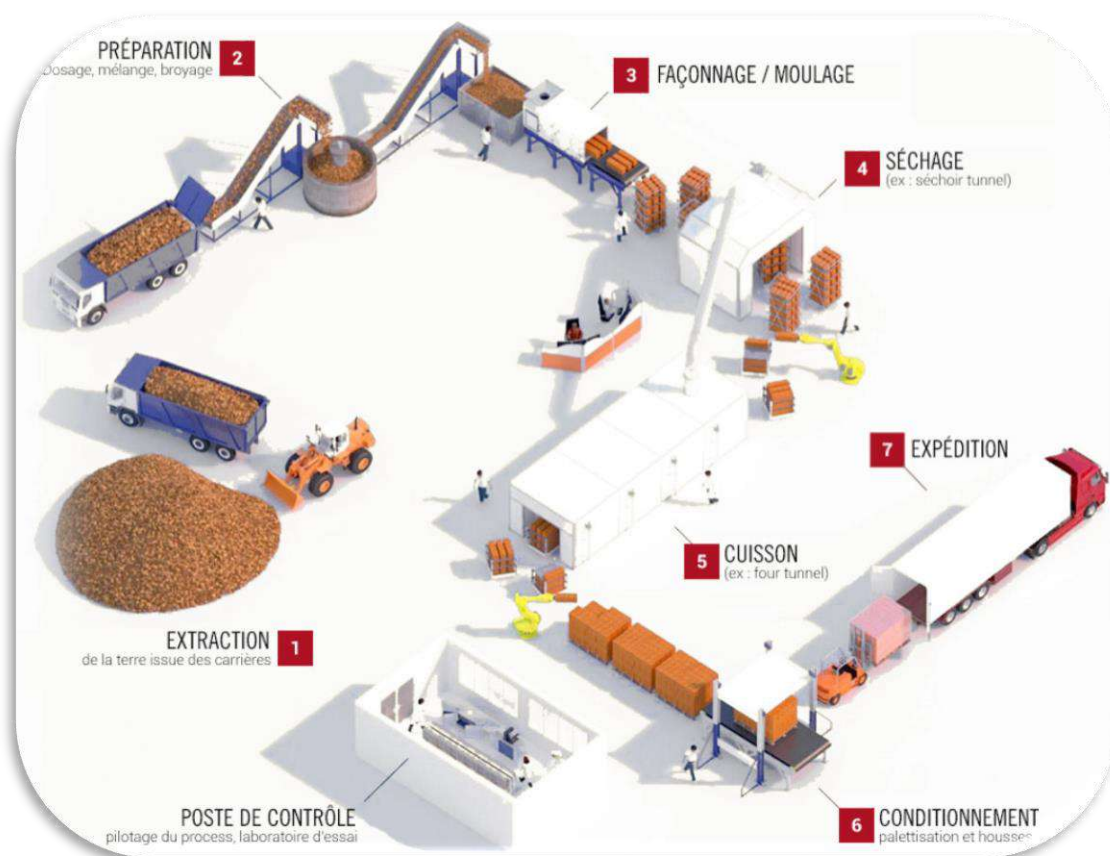 PRÉPARATION 2
Dosage, mélange, broyage
3 FAÇONNAGE / MOULAGE
4 SÉCHAGE
(ex : séchoir tunnel)
7 EXPÉDITION
5 CUISSON
(ex : four tunnel)
EXTRACTION 1
de la terre issue des carrières
POSTE DE CONTRÔLE
pilotage du process, laboratoire d'essai
6 CONDITIONNEMENT
palettisation et housses